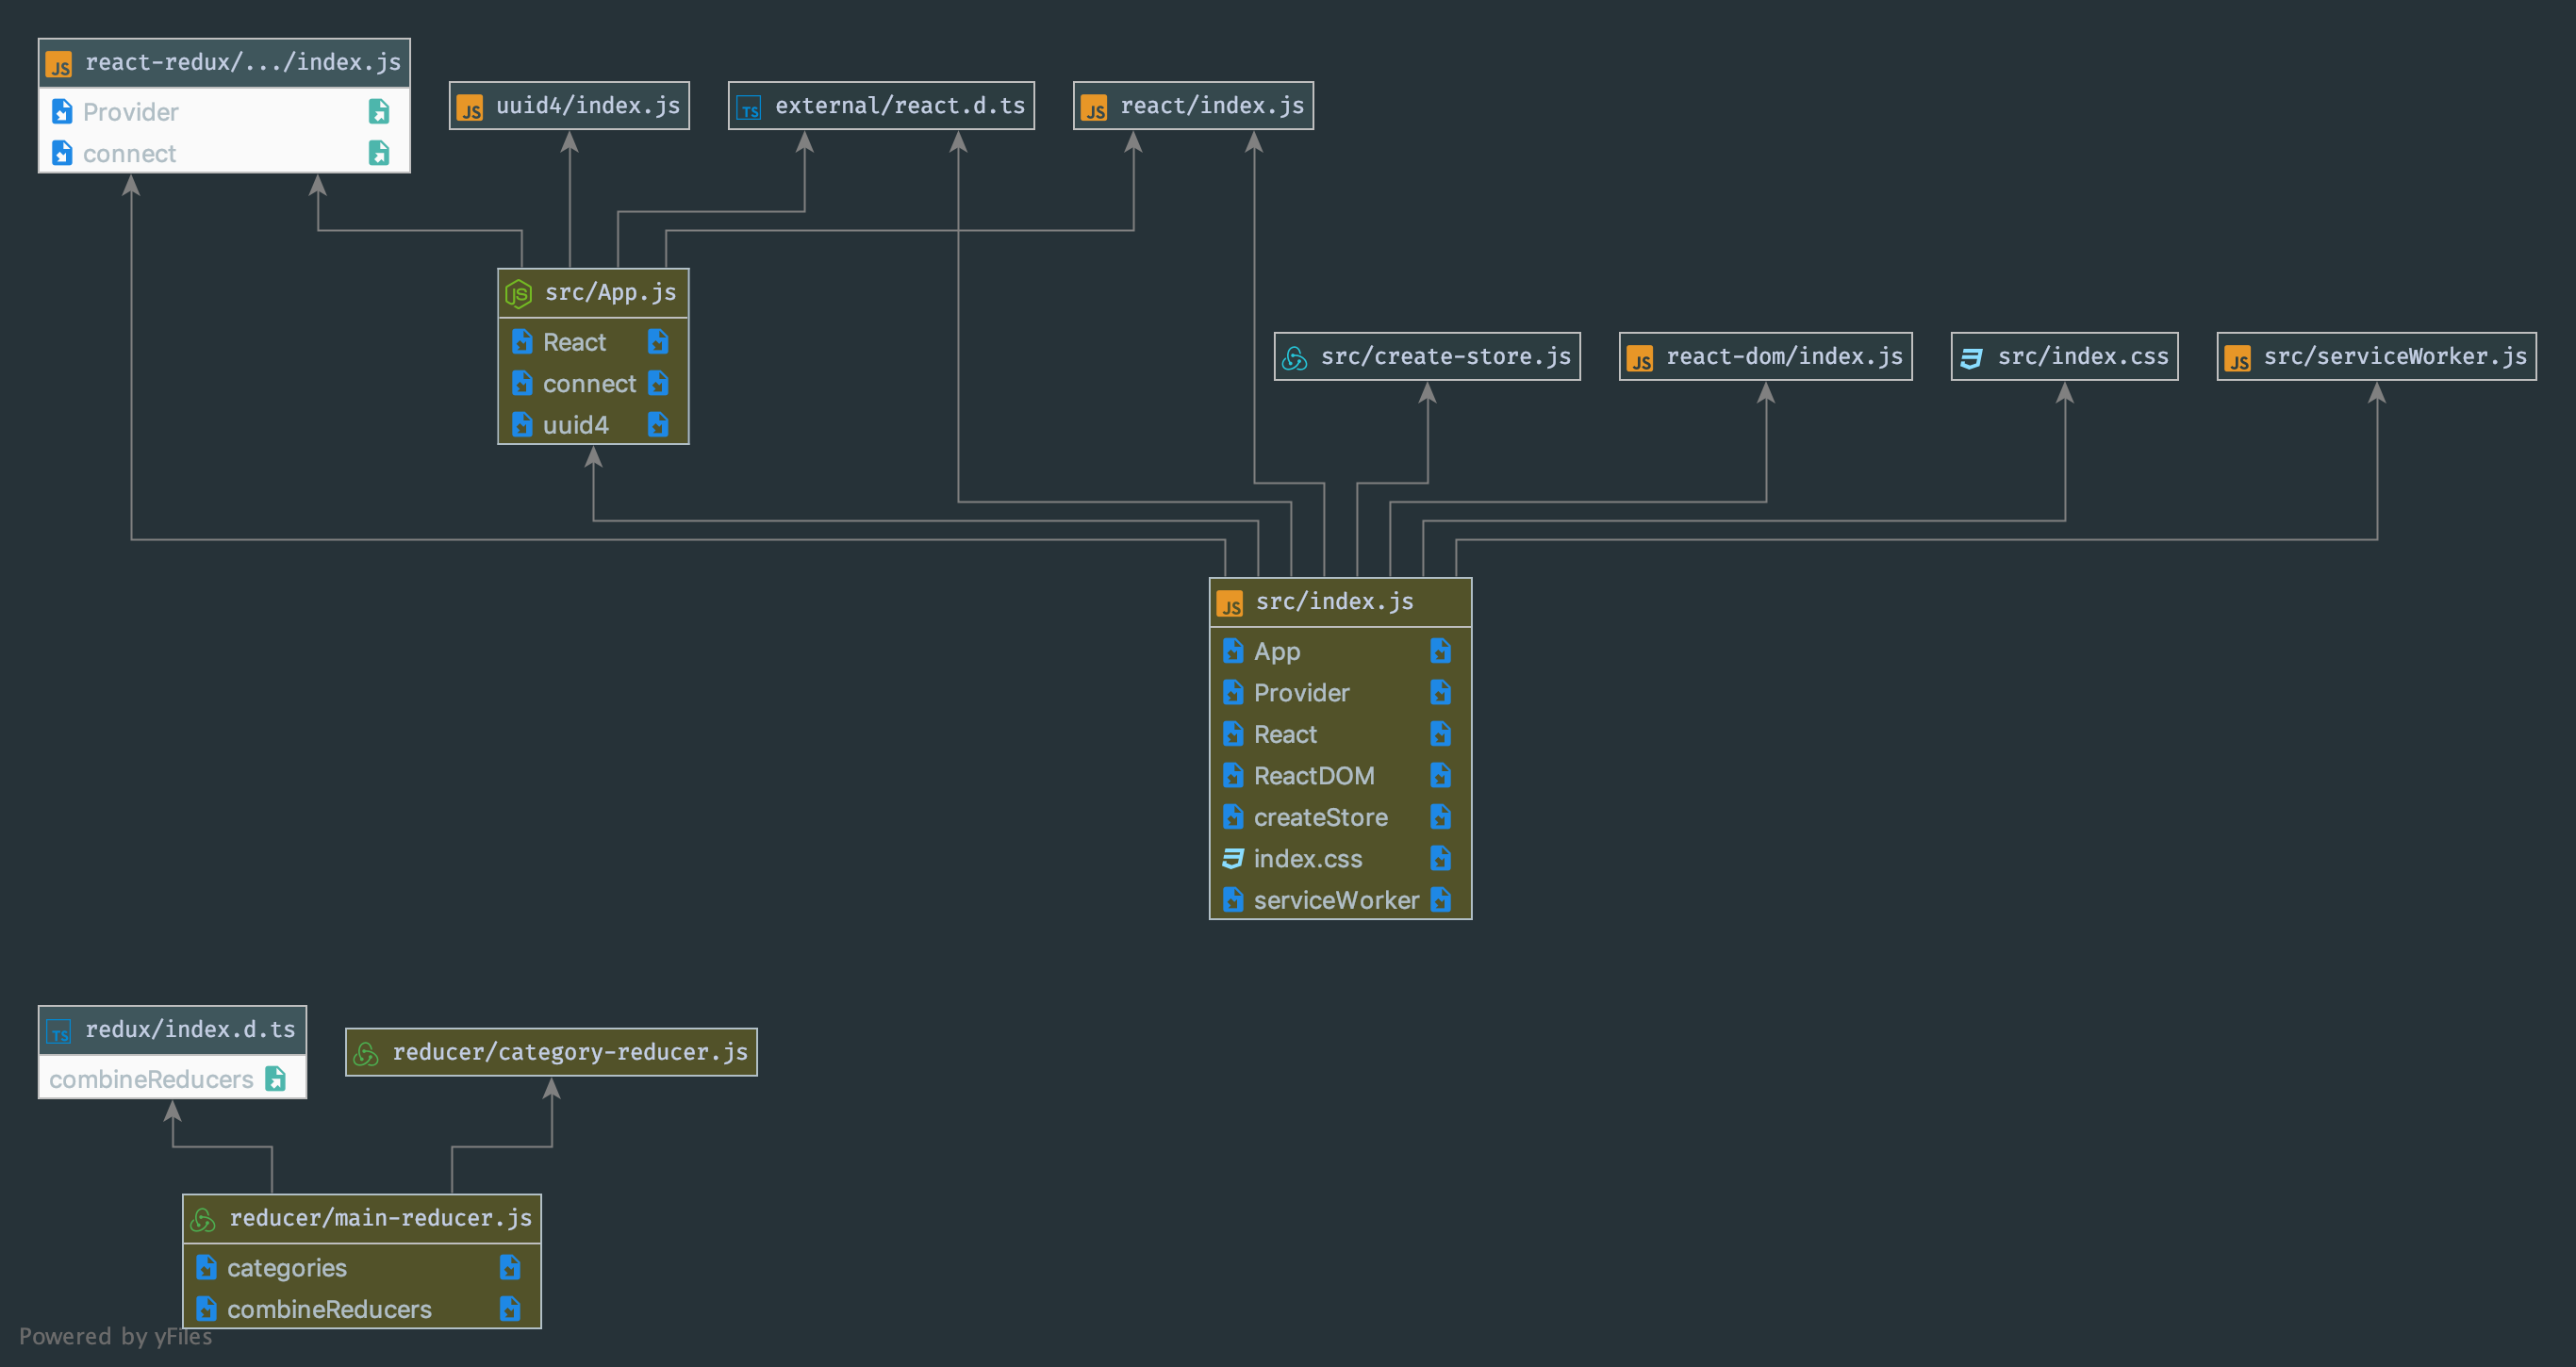 react-redux/.../index.js
Provider
connect
uuid4/index.js
external/react.d.ts
react/index.js
src/App.js
React
connect
uuid4
src/create-store.js
react-dom/index.js
src/index.css
src/serviceWorker.js
src/index.js
App
Provider
React
ReactDOM
createStore
index.css
serviceWorker
redux/index.d.ts
combineReducers
reducer/category-reducer.js
reducer/main-reducer.js
categories
combineReducers
Powered by yFiles